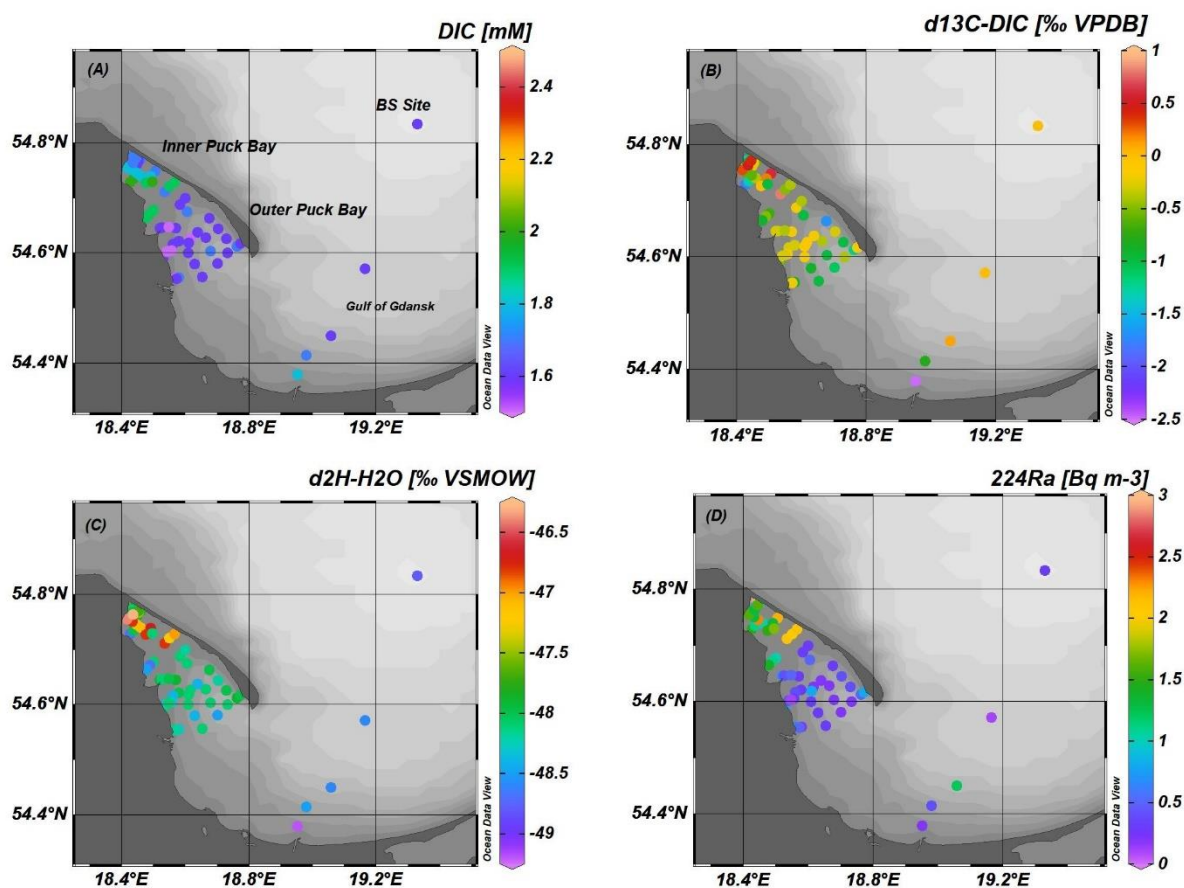 DIC [mM]
(A)
BS Site
Inner Puck Bay
Outer Puck Bay
Gulf of Gdansk
54.8°N
54.6°N
54.4°N
18.4°E 18.8°E 19.2°E
2.4
2.2
2
1.8
1.6
Ocean Data View
d13C-DIC [‰ VPDB]
(B)
54.8°N
54.6°N
54.4°N
18.4°E 18.8°E 19.2°E
1
0.5
0
-0.5
-1
-1.5
-2
-2.5
Ocean Data View
d2H-H2O [‰ VSMOW]
(C)
54.8°N
54.6°N
54.4°N
18.4°E 18.8°E 19.2°E
-46.5
-47
-47.5
-48
-48.5
-49
Ocean Data View
224Ra [Bq m-3]
(D)
54.8°N
54.6°N
54.4°N
18.4°E 18.8°E 19.2°E
3
2.5
2
1.5
1
0.5
0
Ocean Data View